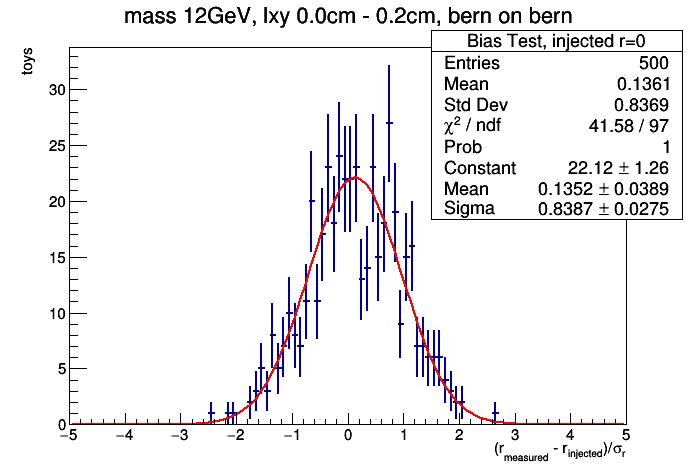 mass 12GeV, lxy 0.0cm - 0.2cm, bern on bern
Bias Test, injected r=0
Entries 500
Mean 0.1361
Std Dev 0.8369
χ² / ndf 41.58 / 97
Prob 1
Constant 22.12 ± 1.26
Mean 0.1352 ± 0.0389
Sigma 0.8387 ± 0.0275
toys
30
25
20
15
10
5
0
−5 −4 −3 −2 −1 0 1 2 3 4 5
(r_measured - r_injected)/σ_r